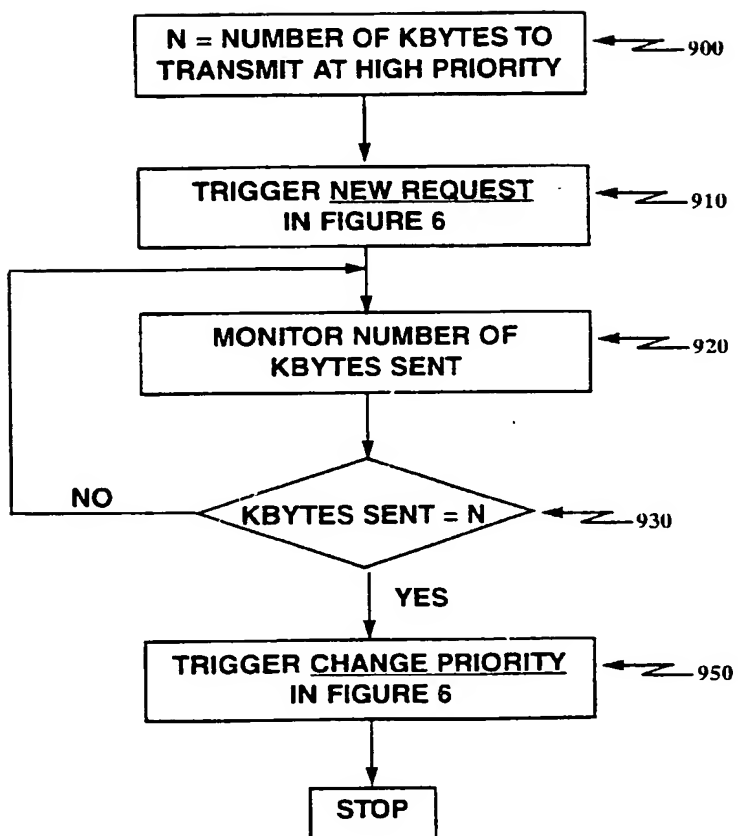 N = NUMBER OF KBYTES TO
TRANSMIT AT HIGH PRIORITY
900
TRIGGER NEW REQUEST
IN FIGURE 6
910
MONITOR NUMBER OF
KBYTES SENT
920
KBYTES SENT = N
930
NO
YES
TRIGGER CHANGE PRIORITY
IN FIGURE 6
950
STOP